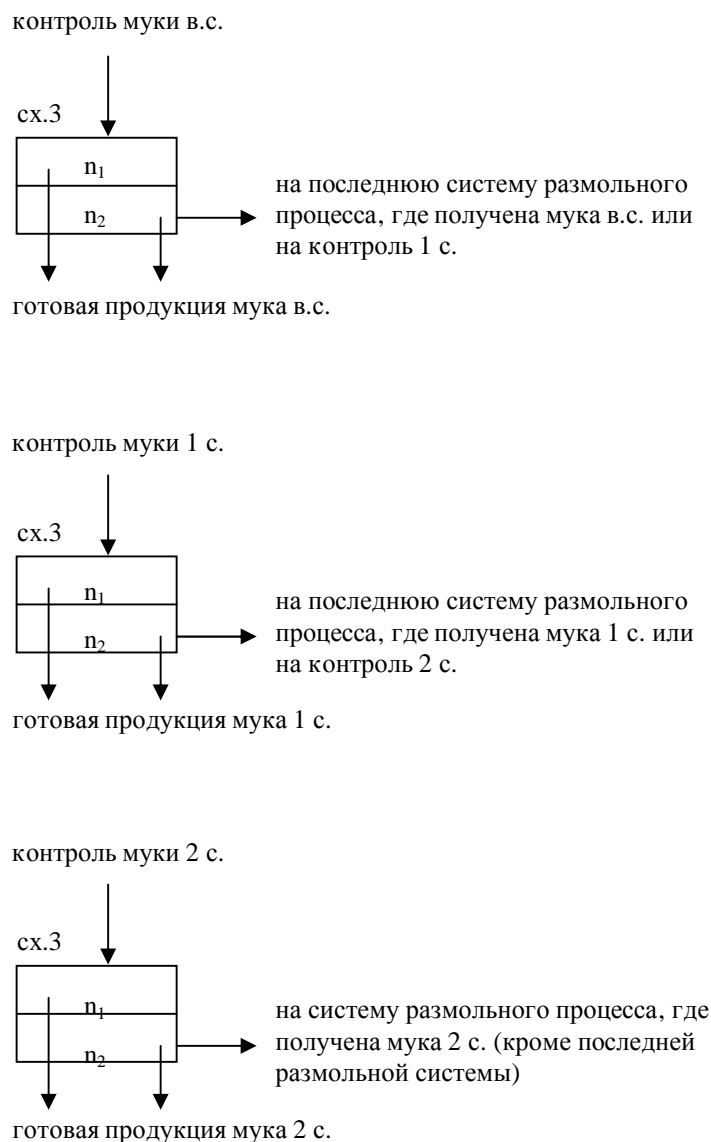 контроль муки в.с.
сх.3
n₁
n₂
на последнюю систему размольного
процесса, где получена мука в.с. или
на контроль 1 с.
готовая продукция мука в.с.
контроль муки 1 с.
сх.3
n₁
n₂
на последнюю систему размольного
процесса, где получена мука 1 с. или
на контроль 2 с.
готовая продукция мука 1 с.
контроль муки 2 с.
сх.3
n₁
n₂
на систему размольного процесса, где
получена мука 2 с. (кроме последней
размольной системы)
готовая продукция мука 2 с.